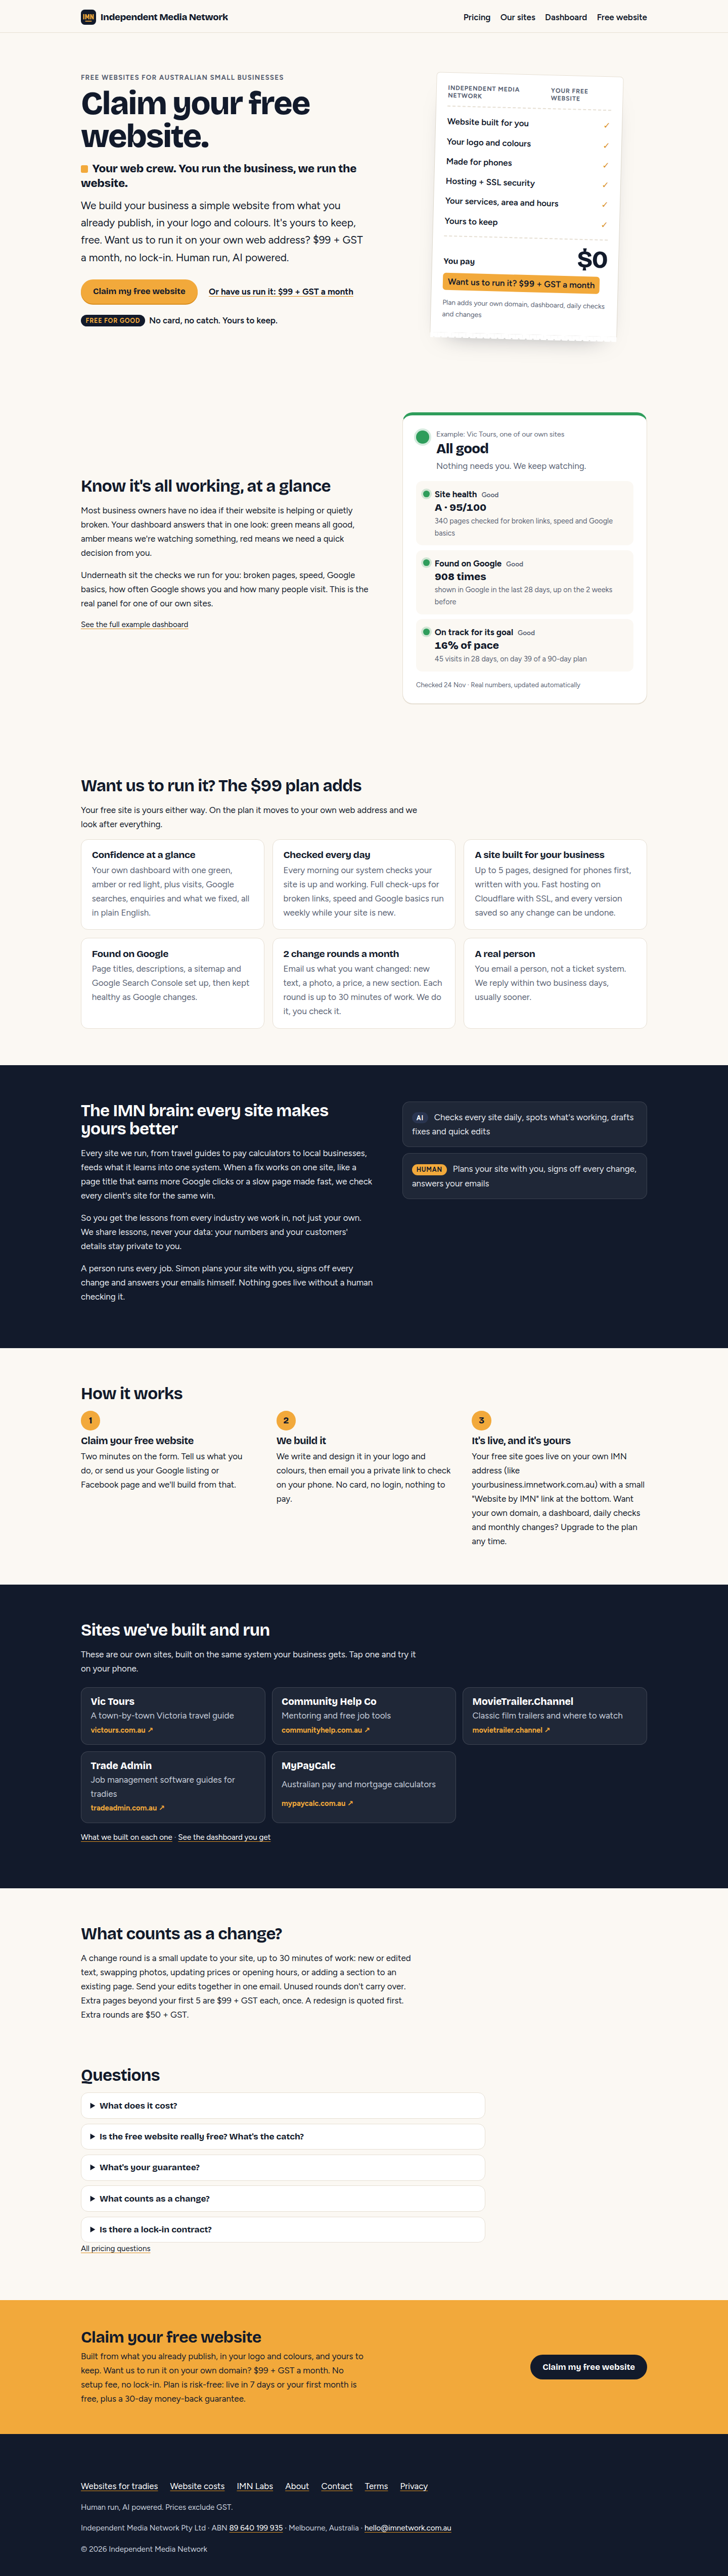 IMN Independent Media Network
Pricing Our sites Dashboard Free website
FREE WEBSITES FOR AUSTRALIAN SMALL BUSINESSES
Claim your free
website.
Your web crew. You run the business, we run the
website.
We build your business a simple website from what you
already publish, in your logo and colours. It's yours to keep,
free. Want us to run it on your own web address? $99 + GST
a month, no lock-in. Human run, AI powered.
Claim my free website
Or have us run it: $99 + GST a month
FREE FOR GOOD No card, no catch. Yours to keep.
INDEPENDENT MEDIA
NETWORK
YOUR FREE
WEBSITE
Website built for you ✓
Your logo and colours ✓
Made for phones ✓
Hosting + SSL security ✓
Your services, area and hours ✓
Yours to keep ✓
You pay $0
Want us to run it? $99 + GST a month
Plan adds your own domain, dashboard, daily checks
and changes
Know it's all working, at a glance
Most business owners have no idea if their website is helping or quietly
broken. Your dashboard answers that in one look: green means all good,
amber means we're watching something, red means we need a quick
decision from you.
Underneath sit the checks we run for you: broken pages, speed, Google
basics, how often Google shows you and how many people visit. This is the
real panel for one of our own sites.
See the full example dashboard
Example: Vic Tours, one of our own sites
All good
Nothing needs you. We keep watching.
Site health Good
A · 95/100
340 pages checked for broken links, speed and Google
basics
Found on Google Good
908 times
shown in Google in the last 28 days, up on the 2 weeks
before
On track for its goal Good
16% of pace
45 visits in 28 days, on day 39 of a 90-day plan
Checked 24 Nov · Real numbers, updated automatically
Want us to run it? The $99 plan adds
Your free site is yours either way. On the plan it moves to your own web address and we
look after everything.
Confidence at a glance
Your own dashboard with one green,
amber or red light, plus visits, Google
searches, enquiries and what we fixed, all
in plain English.
Checked every day
Every morning our system checks your
site is up and working. Full check-ups for
broken links, speed and Google basics run
weekly while your site is new.
A site built for your business
Up to 5 pages, designed for phones first,
written with you. Fast hosting on
Cloudflare with SSL, and every version
saved so any change can be undone.
Found on Google
Page titles, descriptions, a sitemap and
Google Search Console set up, then kept
healthy as Google changes.
2 change rounds a month
Email us what you want changed: new
text, a photo, a price, a new section. Each
round is up to 30 minutes of work. We do
it, you check it.
A real person
You email a person, not a ticket system.
We reply within two business days,
usually sooner.
The IMN brain: every site makes
yours better
Every site we run, from travel guides to pay calculators to local businesses,
feeds what it learns into one system. When a fix works on one site, like a
page title that earns more Google clicks or a slow page made fast, we check
every client's site for the same win.
So you get the lessons from every industry we work in, not just your own.
We share lessons, never your data: your numbers and your customers'
details stay private to you.
A person runs every job. Simon plans your site with you, signs off every
change and answers your emails himself. Nothing goes live without a human
checking it.
AI Checks every site daily, spots what's working, drafts
fixes and quick edits
HUMAN Plans your site with you, signs off every change,
answers your emails
How it works
1
Claim your free website
Two minutes on the form. Tell us what you
do, or send us your Google listing or
Facebook page and we'll build from that.
2
We build it
We write and design it in your logo and
colours, then email you a private link to check
on your phone. No card, no login, nothing to
pay.
3
It's live, and it's yours
Your free site goes live on your own IMN
address (like
yourbusiness.imnetwork.com.au) with a small
"Website by IMN" link at the bottom. Want
your own domain, a dashboard, daily checks
and monthly changes? Upgrade to the plan
any time.
Sites we've built and run
These are our own sites, built on the same system your business gets. Tap one and try it
on your phone.
Vic Tours
A town-by-town Victoria travel guide
victours.com.au ↗
Community Help Co
Mentoring and free job tools
communityhelp.com.au ↗
MovieTrailer.Channel
Classic film trailers and where to watch
movietrailer.channel ↗
Trade Admin
Job management software guides for
tradies
tradeadmin.com.au ↗
MyPayCalc
Australian pay and mortgage calculators
mypaycalc.com.au ↗
What we built on each one · See the dashboard you get
What counts as a change?
A change round is a small update to your site, up to 30 minutes of work: new or edited
text, swapping photos, updating prices or opening hours, or adding a section to an
existing page. Send your edits together in one email. Unused rounds don't carry over.
Extra pages beyond your first 5 are $99 + GST each, once. A redesign is quoted first.
Extra rounds are $50 + GST.
Questions
▶ What does it cost?
▶ Is the free website really free? What's the catch?
▶ What's your guarantee?
▶ What counts as a change?
▶ Is there a lock-in contract?
All pricing questions
Claim your free website
Built from what you already publish, in your logo and colours, and yours to
keep. Want us to run it on your own domain? $99 + GST a month. No
setup fee, no lock-in. Plan is risk-free: live in 7 days or your first month is
free, plus a 30-day money-back guarantee.
Claim my free website
Websites for tradies Website costs IMN Labs About Contact Terms Privacy
Human run, AI powered. Prices exclude GST.
Independent Media Network Pty Ltd · ABN 89 640 199 935 · Melbourne, Australia · hello@imnetwork.com.au
© 2026 Independent Media Network